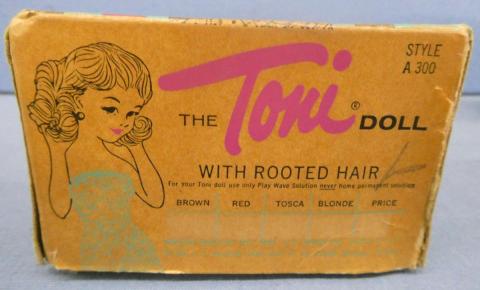 STYLE
A 300
THE Toni® DOLL
WITH ROOTED HAIR
For your Toni doll use only Play Wave Solution never home permanent solution
BROWN RED TOSCA BLONDE PRICE